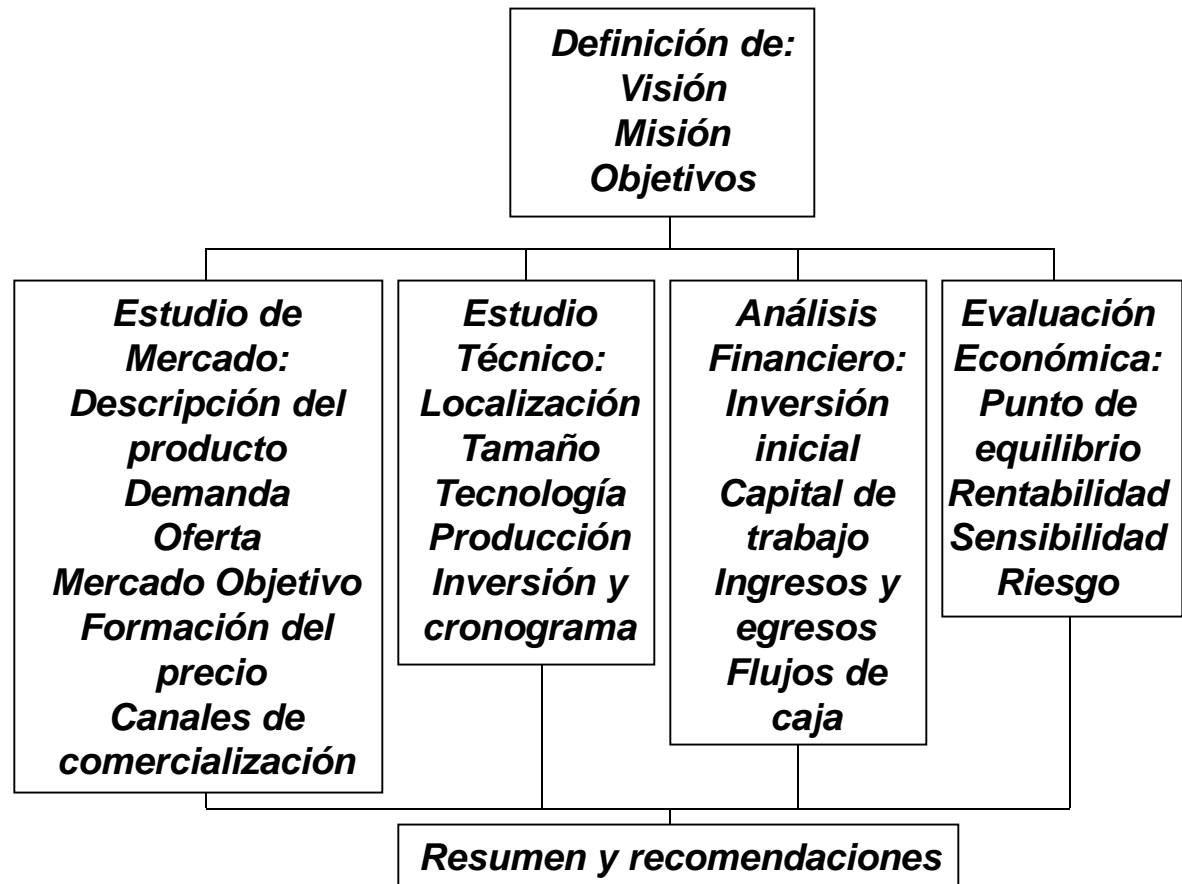 Definición de:
Visión
Misión
Objetivos
Estudio de
Mercado:
Descripción del
producto
Demanda
Oferta
Mercado Objetivo
Formación del
precio
Canales de
comercialización
Estudio
Técnico:
Localización
Tamaño
Tecnología
Producción
Inversión y
cronograma
Análisis
Financiero:
Inversión
inicial
Capital de
trabajo
Ingresos y
egresos
Flujos de
caja
Evaluación
Económica:
Punto de
equilibrio
Rentabilidad
Sensibilidad
Riesgo
Resumen y recomendaciones